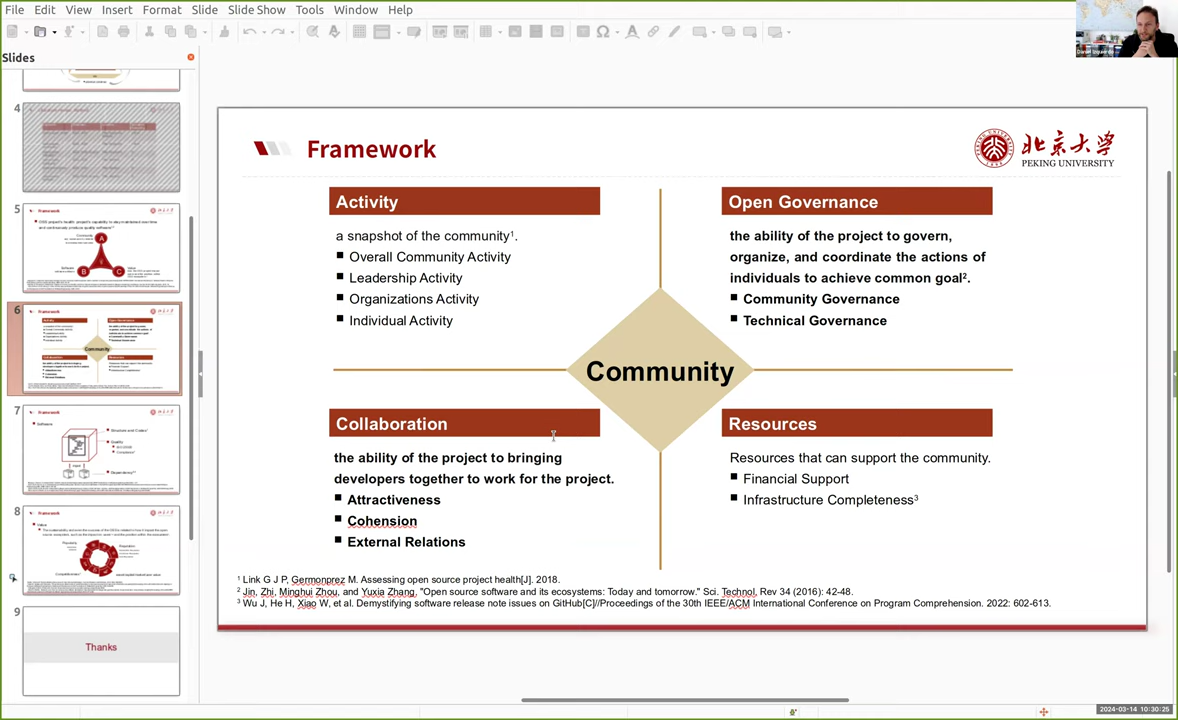 File Edit View Insert Format Slide Slide Show Tools Window Help
Slides
4
5
6
7
8
9
Framework
Framework
Framework
Value
Thanks
Framework
北京大学
PEKING UNIVERSITY
Activity
a snapshot of the community1.
Overall Community Activity
Leadership Activity
Organizations Activity
Individual Activity
Open Governance
the ability of the project to govern,
organize, and coordinate the actions of
individuals to achieve common goal2.
Community Governance
Technical Governance
Community
Collaboration
the ability of the project to bringing
developers together to work for the project.
Attractiveness
Cohension
External Relations
Resources
Resources that can support the community.
Financial Support
Infrastructure Completeness3
1 Link G J P, Germonprez M. Assessing open source project health[J]. 2018.
2 Jin, Zhi, Minghui Zhou, and Yuxia Zhang, "Open source software and its ecosystems: Today and tomorrow." Sci. Technol, Rev 34 (2016): 42-48.
3 Wu J, He H, Xiao W, et al. Demystifying software release note issues on GitHub[C]//Proceedings of the 30th IEEE/ACM International Conference on Program Comprehension. 2022: 602-613.
2024-03-14 10:30:25